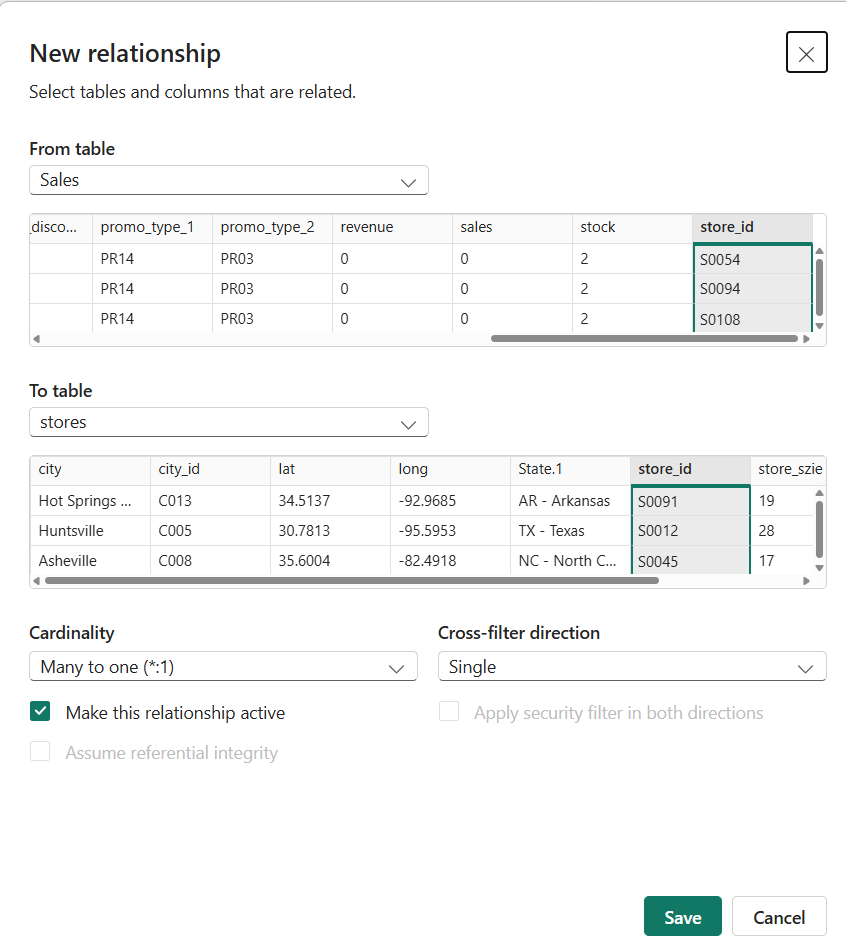 New relationship
Select tables and columns that are related.
From table
Sales
_disco... promo_type_1 promo_type_2 revenue sales stock store_id
PR14 PR03 0 0 2 S0054
PR14 PR03 0 0 2 S0094
PR14 PR03 0 0 2 S0108
To table
stores
city city_id lat long State.1 store_id store_szie
Hot Springs ... C013 34.5137 -92.9685 AR - Arkansas S0091 19
Huntsville C005 30.7813 -95.5953 TX - Texas S0012 28
Asheville C008 35.6004 -82.4918 NC - North C... S0045 17
Cardinality Cross-filter direction
Many to one (*:1) Single
Make this relationship active Apply security filter in both directions
Assume referential integrity
Save Cancel